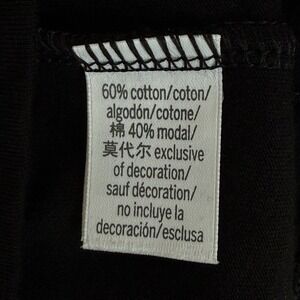 60% cotton/coton/
algodón/cotone/
棉 40% modal/
莫代尔 exclusive
of decoration/
sauf décoration/
no incluye la
decoración/esclusa